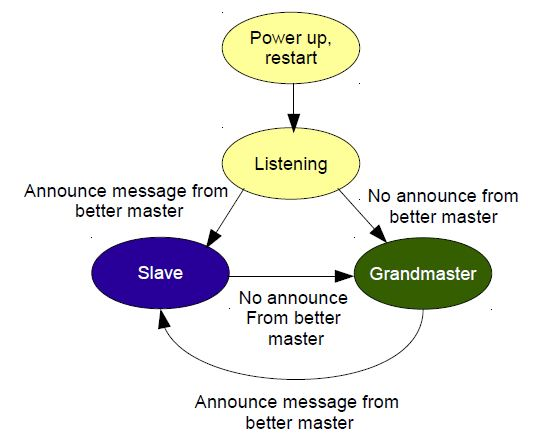 Power up,
restart
Listening
Announce message from
better master
No announce from
better master
Slave
Grandmaster
No announce
From better
master
Announce message from
better master